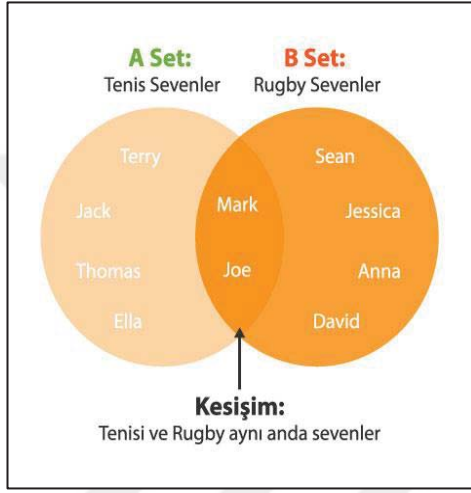 A Set:
Tenis Sevenler
B Set:
Rugby Sevenler
Terry
Jack
Thomas
Ella
Mark
Joe
Sean
Jessica
Anna
David
Kesişim:
Tenisi ve Rugby aynı anda sevenler